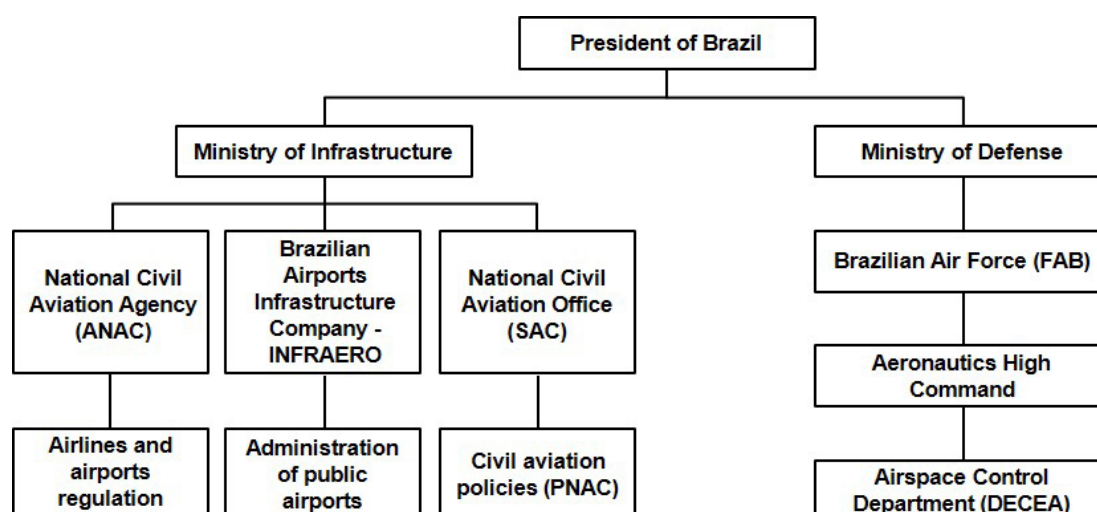 President of Brazil
Ministry of Infrastructure
Ministry of Defense
National Civil
Aviation Agency
(ANAC)
Brazilian
Airports
Infrastructure
Company -
INFRAERO
National Civil
Aviation Office
(SAC)
Brazilian Air Force (FAB)
Aeronautics High
Command
Airlines and
airports
regulation
Administration
of public
airports
Civil aviation
policies (PNAC)
Airspace Control
Department (DECEA)